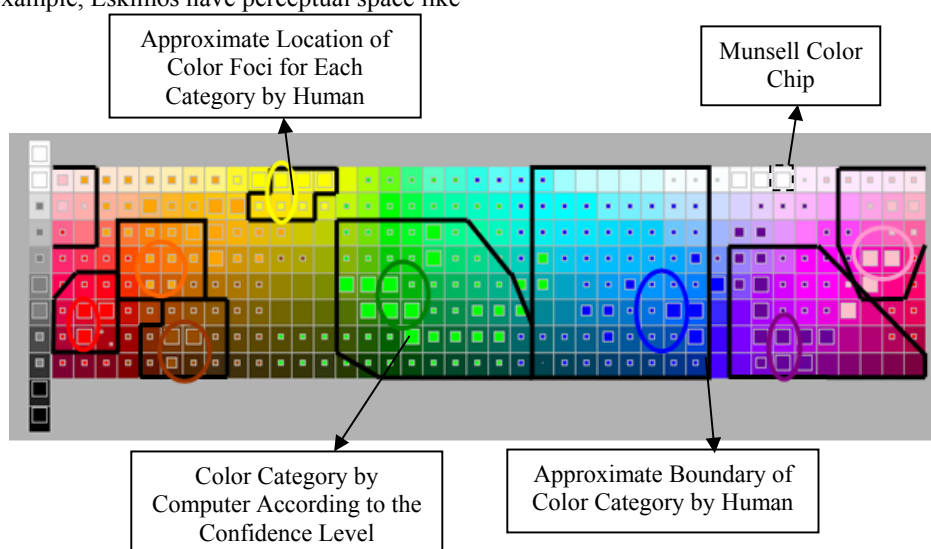 example, Eskimos have perceptual space like
Approximate Location of
Color Foci for Each
Category by Human
Munsell Color
Chip
Color Category by
Computer According to the
Confidence Level
Approximate Boundary of
Color Category by Human